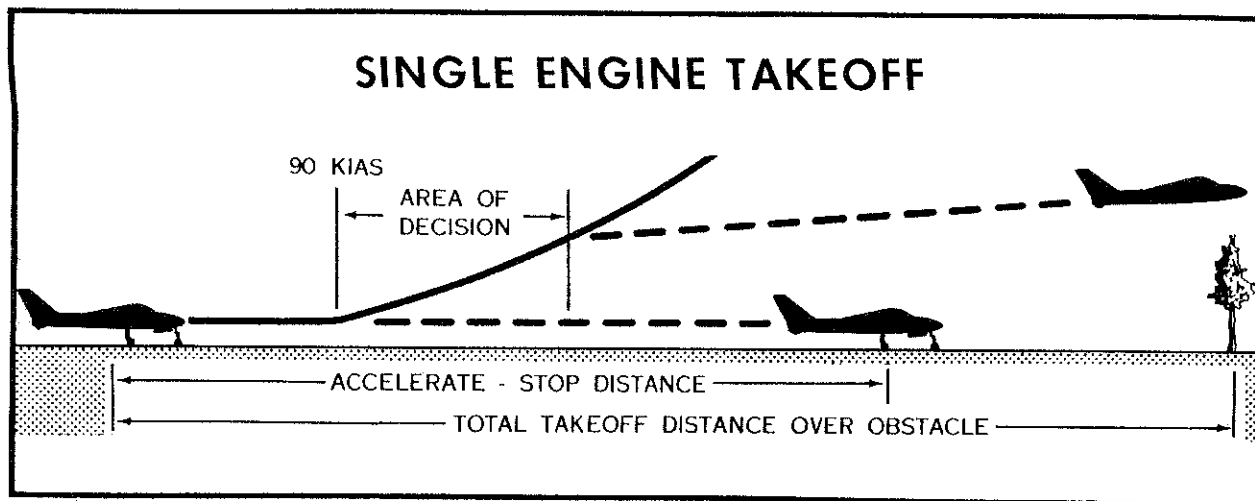 SINGLE ENGINE TAKEOFF
90 KIAS
AREA OF
DECISION
ACCELERATE - STOP DISTANCE
TOTAL TAKEOFF DISTANCE OVER OBSTACLE